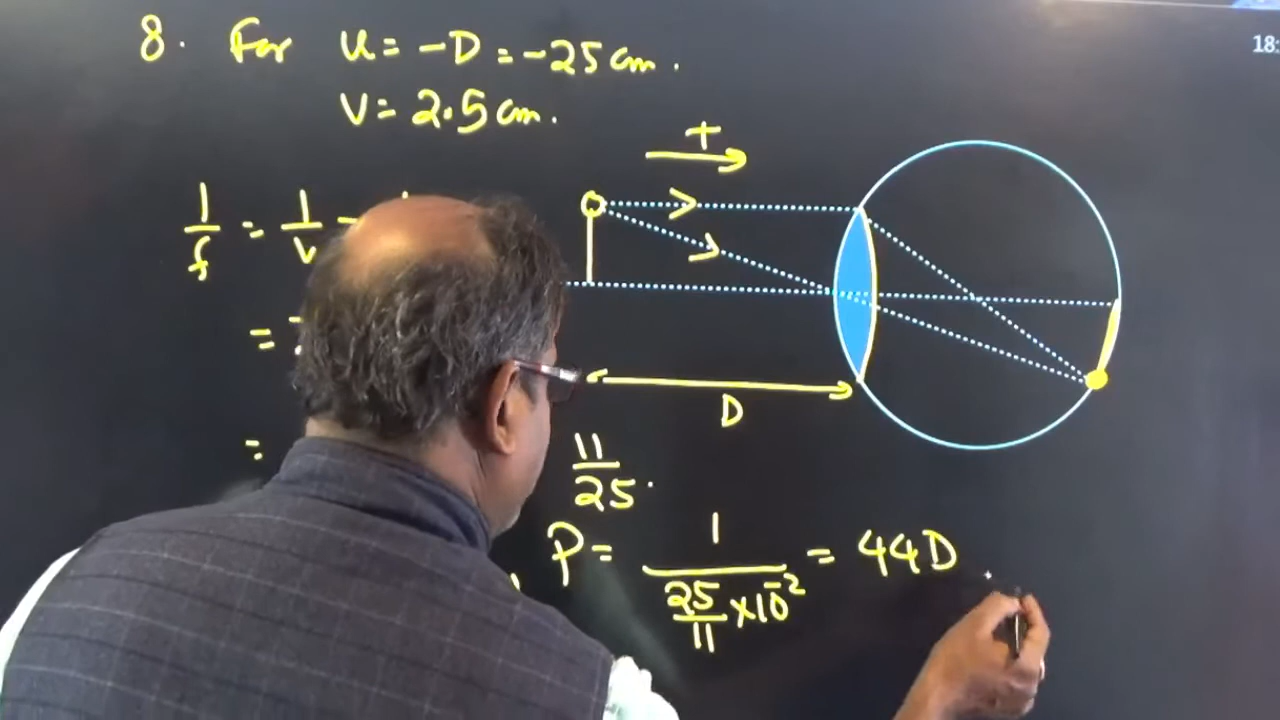 8. For u = -D = -25 cm.
V = 2.5 cm.
+
1/f = 1/v -
=
D
= 11/25.
P = 1/(25/11 × 10^-2) = 44D
18: